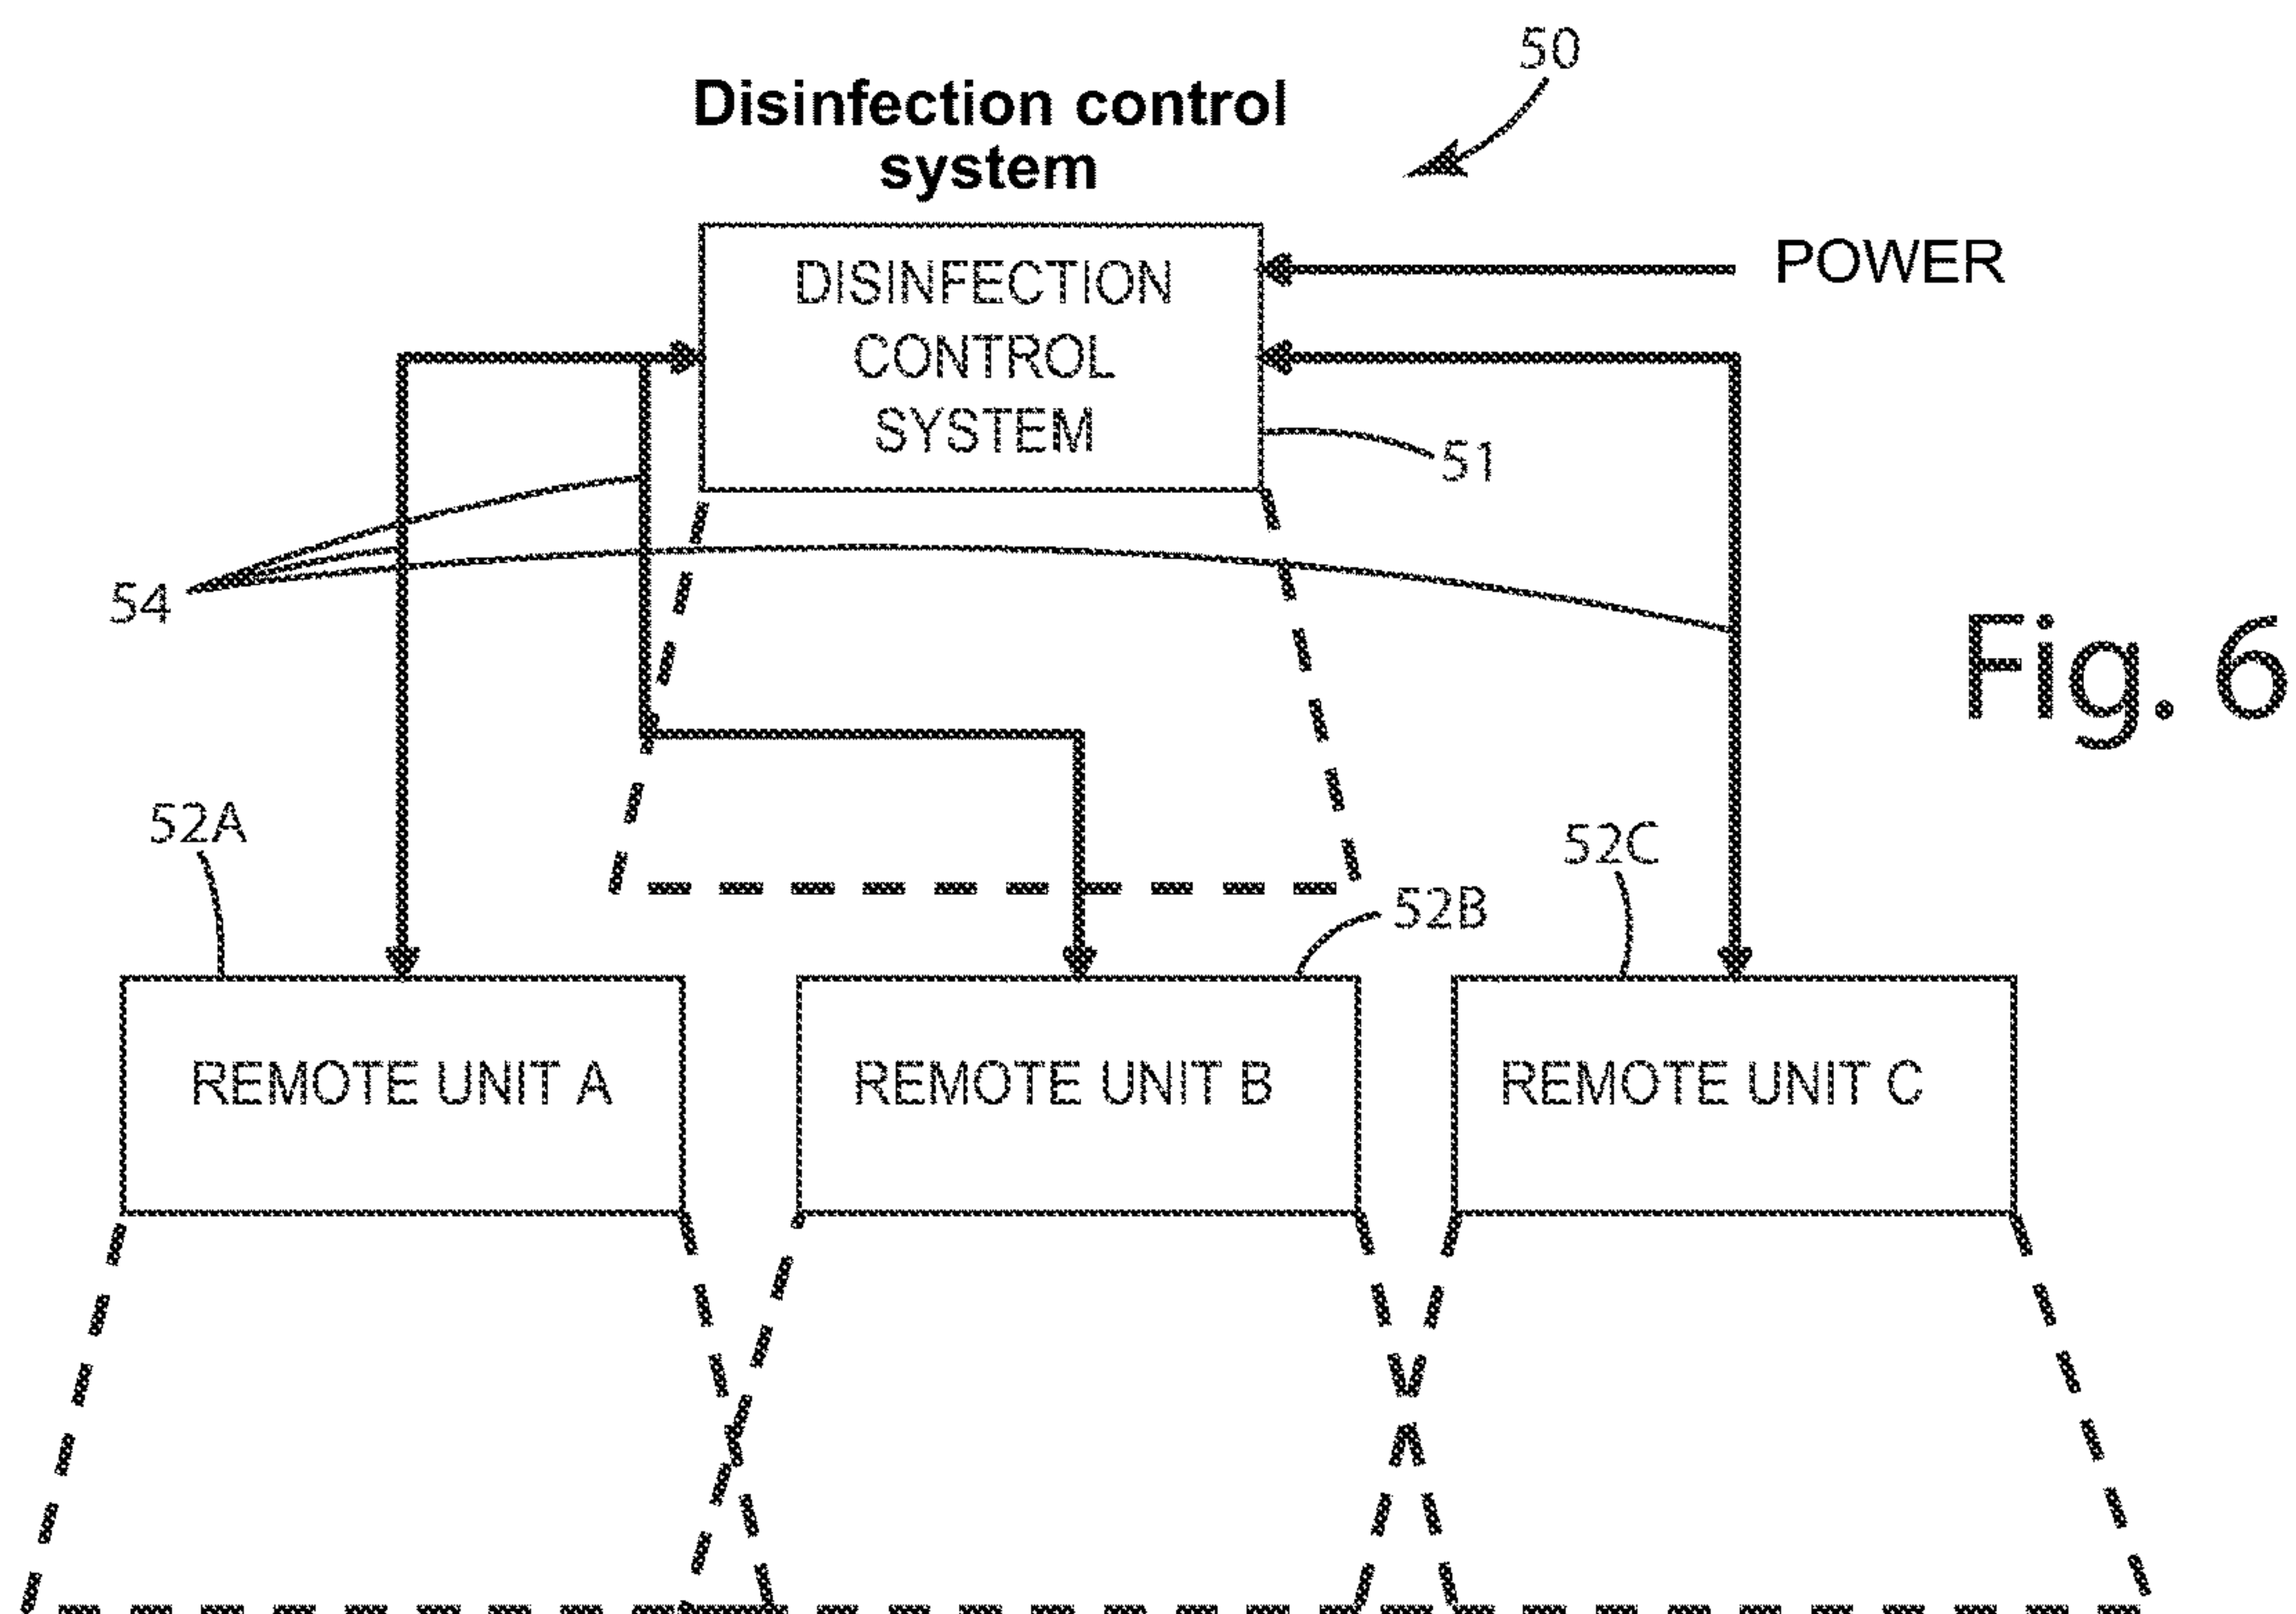 50
Disinfection control
system
POWER
DISINFECTION
CONTROL
SYSTEM
51
54
Fig. 6
52A
52B
52C
REMOTE UNIT A
REMOTE UNIT B
REMOTE UNIT C